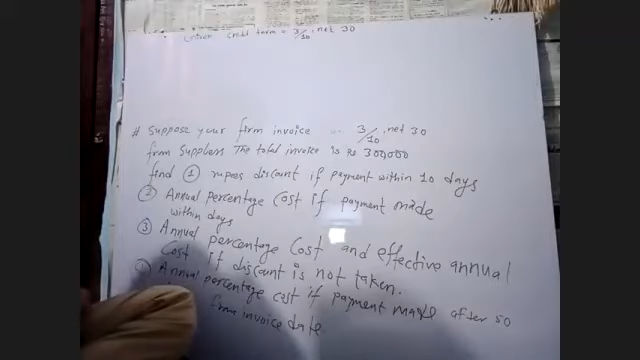 credit term = 3/10, net 30
# Suppose your firm invoice .. 3/10, net 30
from suppliers The total invoice is Rs 300000
find ① rupees discount if payment within 10 days
② Annual percentage cost if payment made
within days
③ Annual percentage cost and effective annual
cost if discount is not taken.
Annual percentage cost if payment made after 50
from invoice date